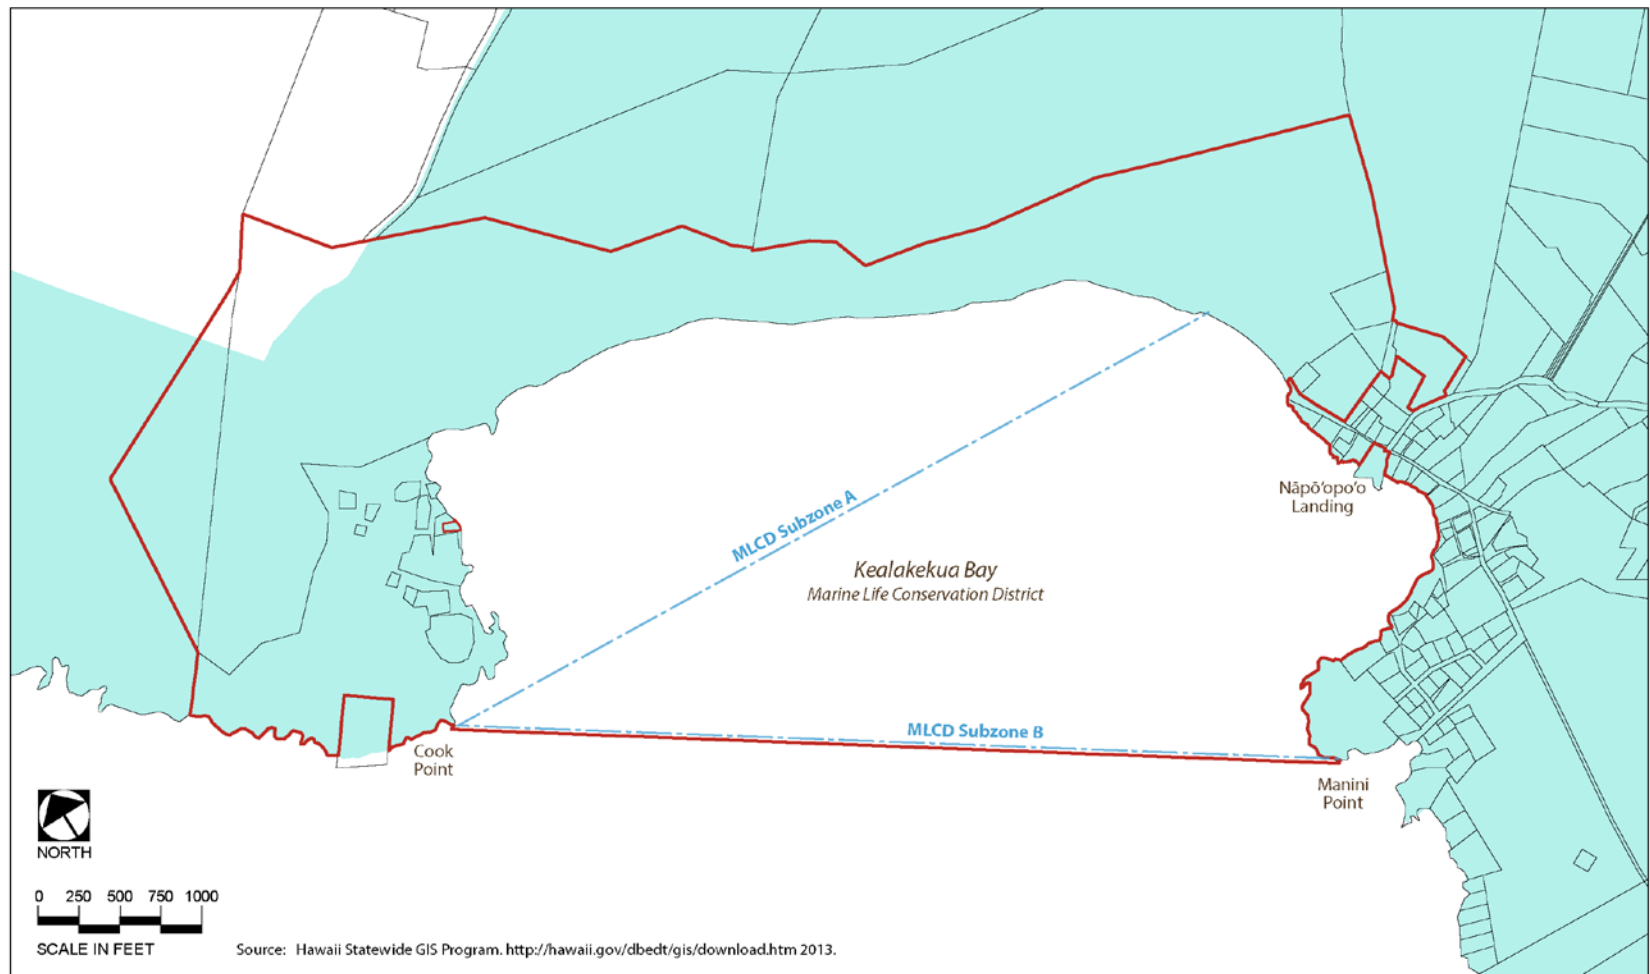 MLCD Subzone A
Nāpō‘opo‘o
Landing
Kealakekua Bay
Marine Life Conservation District
MLCD Subzone B
Cook
Point
Manini
Point
NORTH
0 250 500 750 1000
SCALE IN FEET
Source: Hawaii Statewide GIS Program. http://hawaii.gov/dbedt/gis/download.htm 2013.